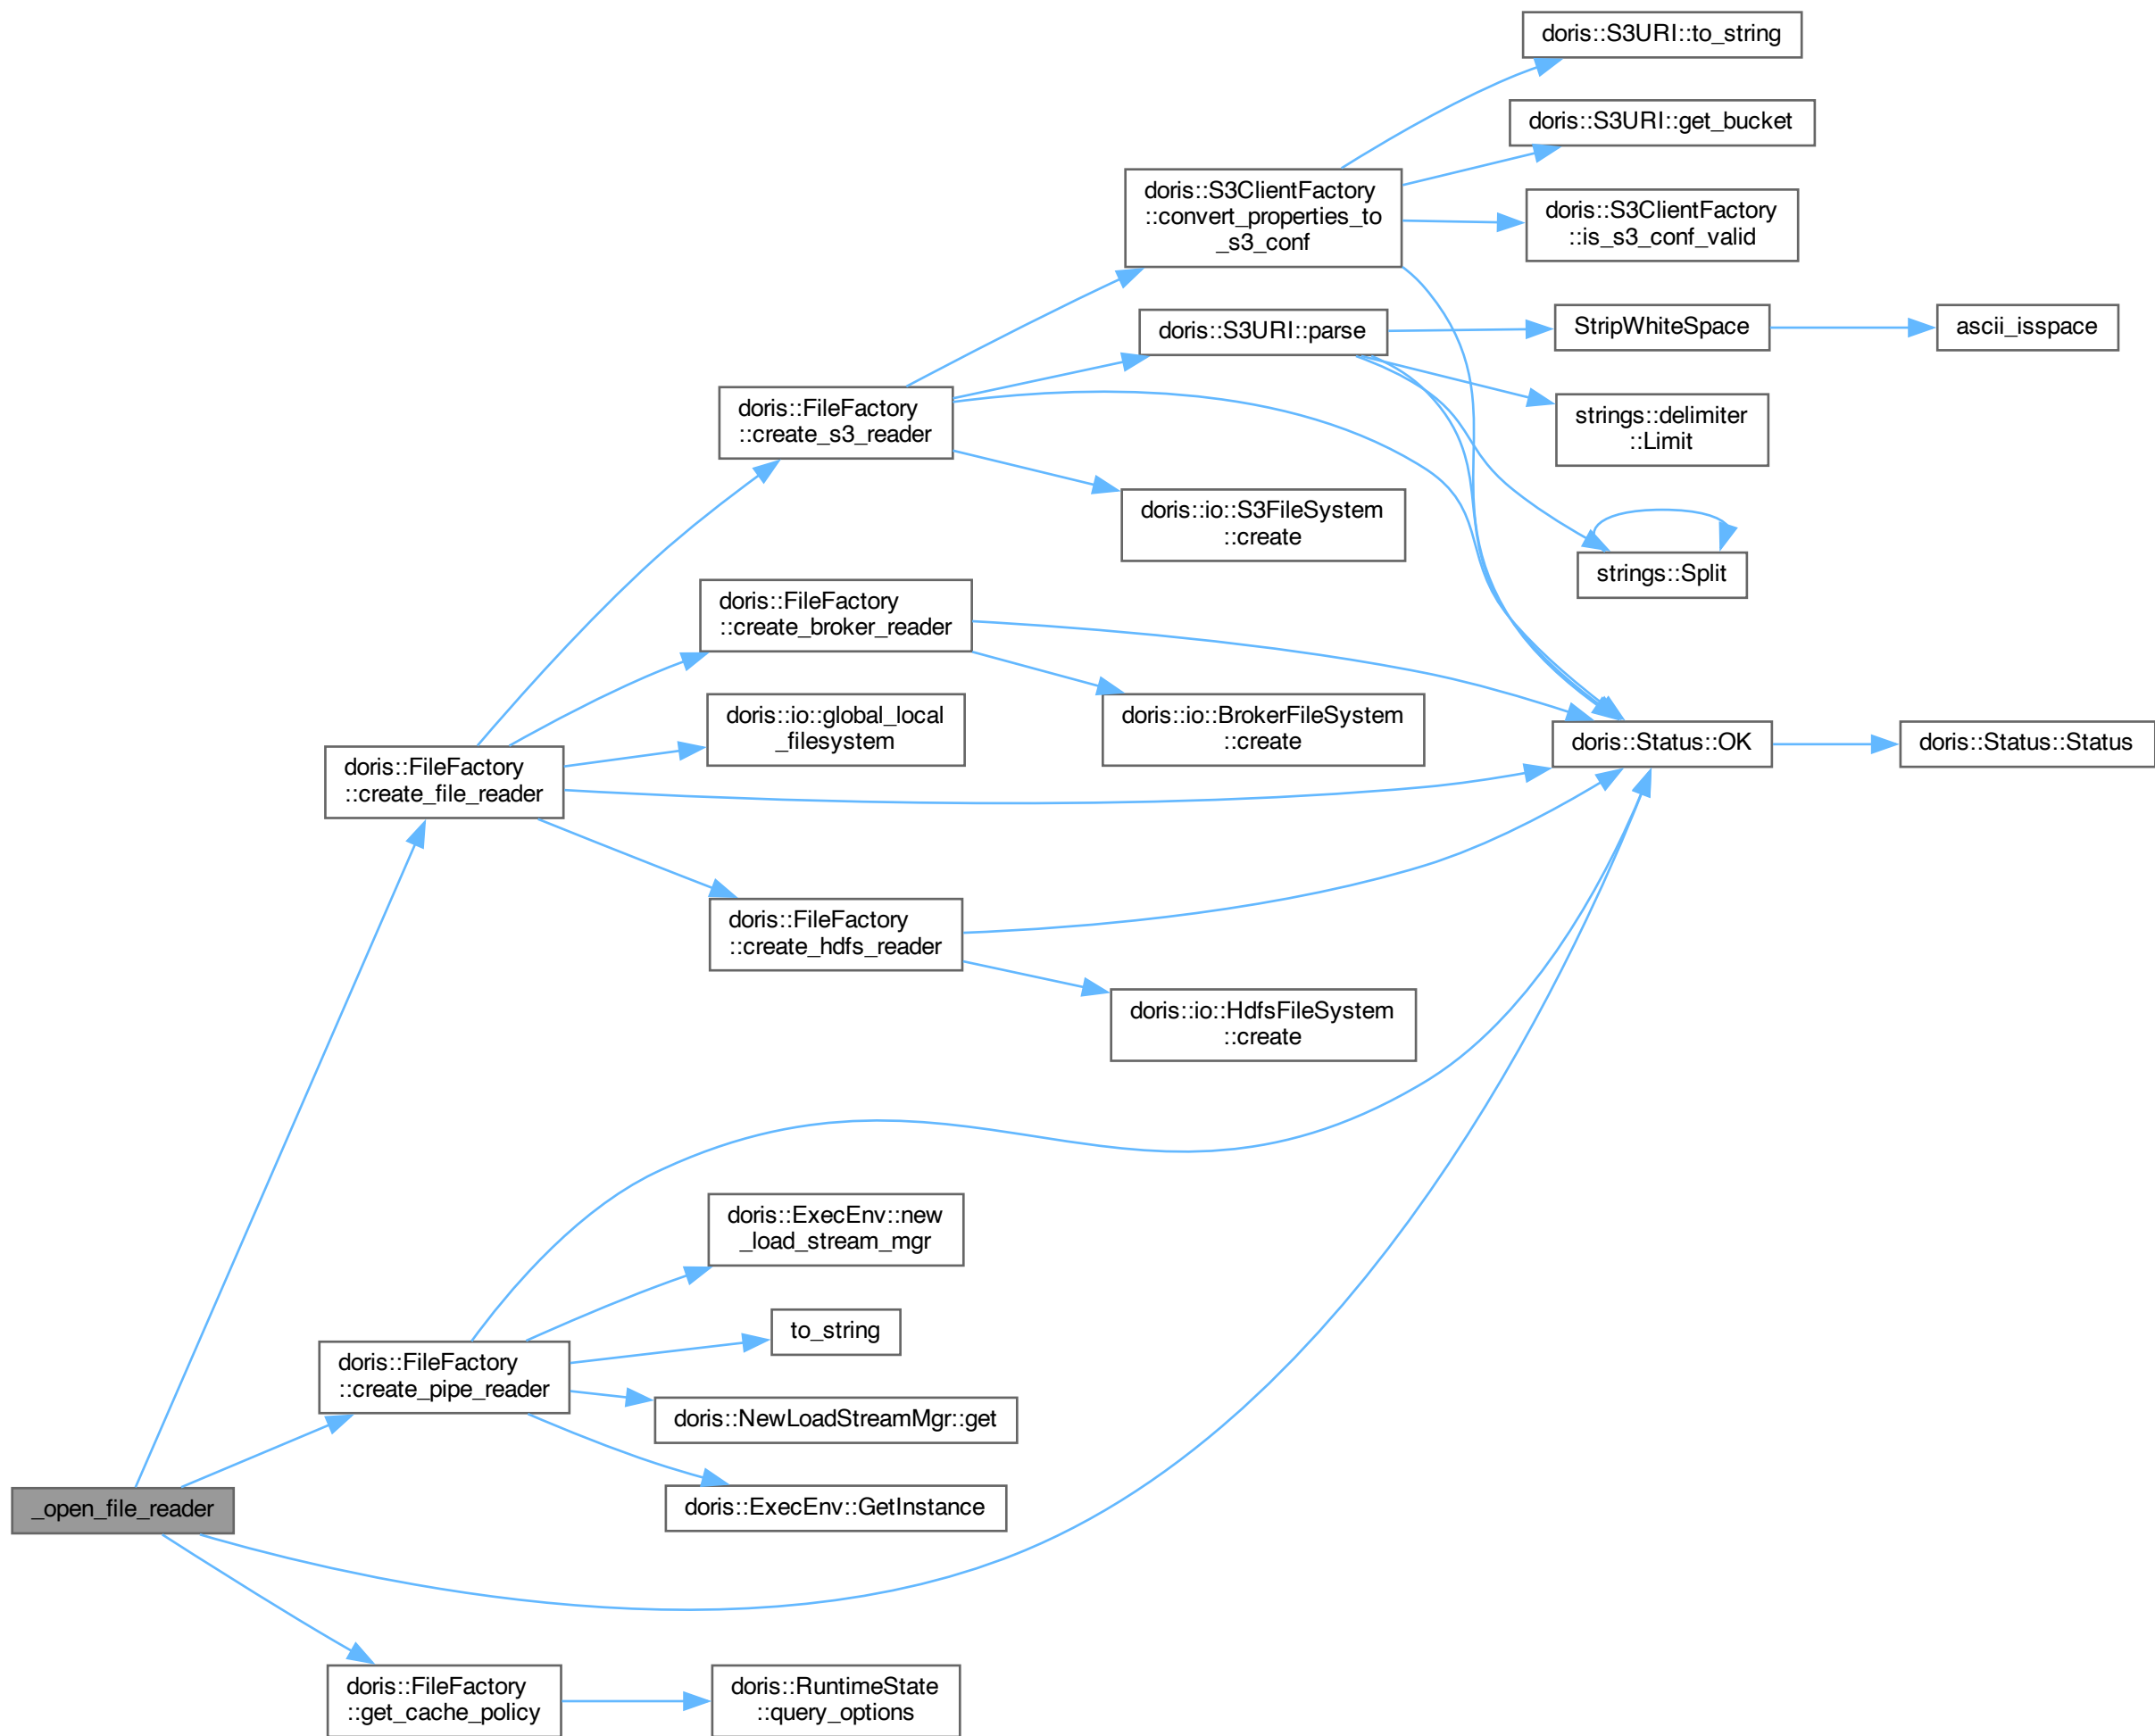 doris::S3URI::to_string
doris::S3URI::get_bucket
doris::S3ClientFactory
::convert_properties_to
_s3_conf
doris::S3ClientFactory
::is_s3_conf_valid
doris::S3URI::parse
StripWhiteSpace
ascii_isspace
doris::FileFactory
::create_s3_reader
strings::delimiter
::Limit
doris::io::S3FileSystem
::create
strings::Split
doris::FileFactory
::create_broker_reader
doris::io::global_local
_filesystem
doris::io::BrokerFileSystem
::create
doris::Status::OK
doris::Status::Status
doris::FileFactory
::create_file_reader
doris::FileFactory
::create_hdfs_reader
doris::io::HdfsFileSystem
::create
doris::ExecEnv::new
_load_stream_mgr
to_string
doris::FileFactory
::create_pipe_reader
doris::NewLoadStreamMgr::get
doris::ExecEnv::GetInstance
_open_file_reader
doris::FileFactory
::get_cache_policy
doris::RuntimeState
::query_options